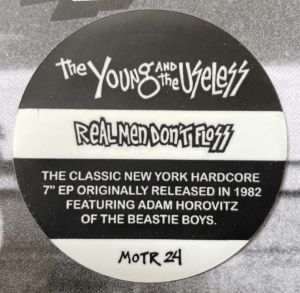 the Young AND the Useless
Real Men Don't Floss
THE CLASSIC NEW YORK HARDCORE
7" EP ORIGINALLY RELEASED IN 1982
FEATURING ADAM HOROVITZ
OF THE BEASTIE BOYS.
MOTR 24